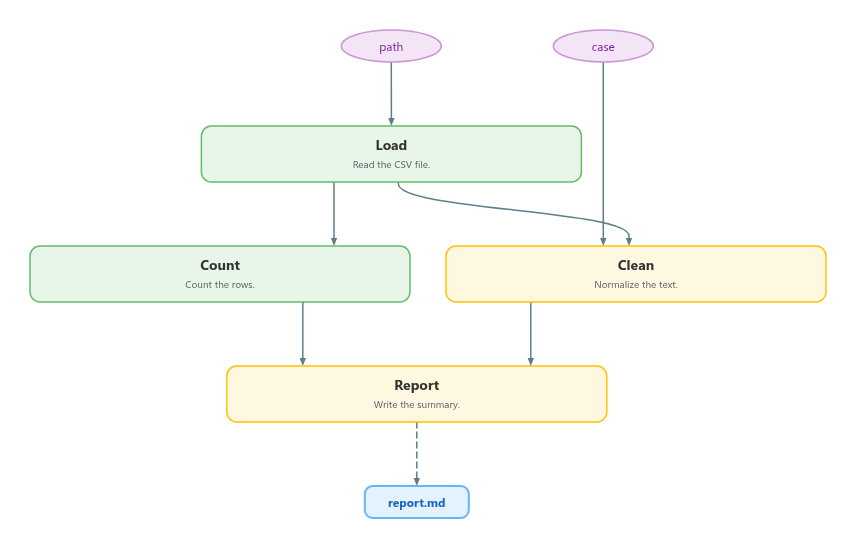 path
case
Load
Read the CSV file.
Count
Count the rows.
Clean
Normalize the text.
Report
Write the summary.
report.md